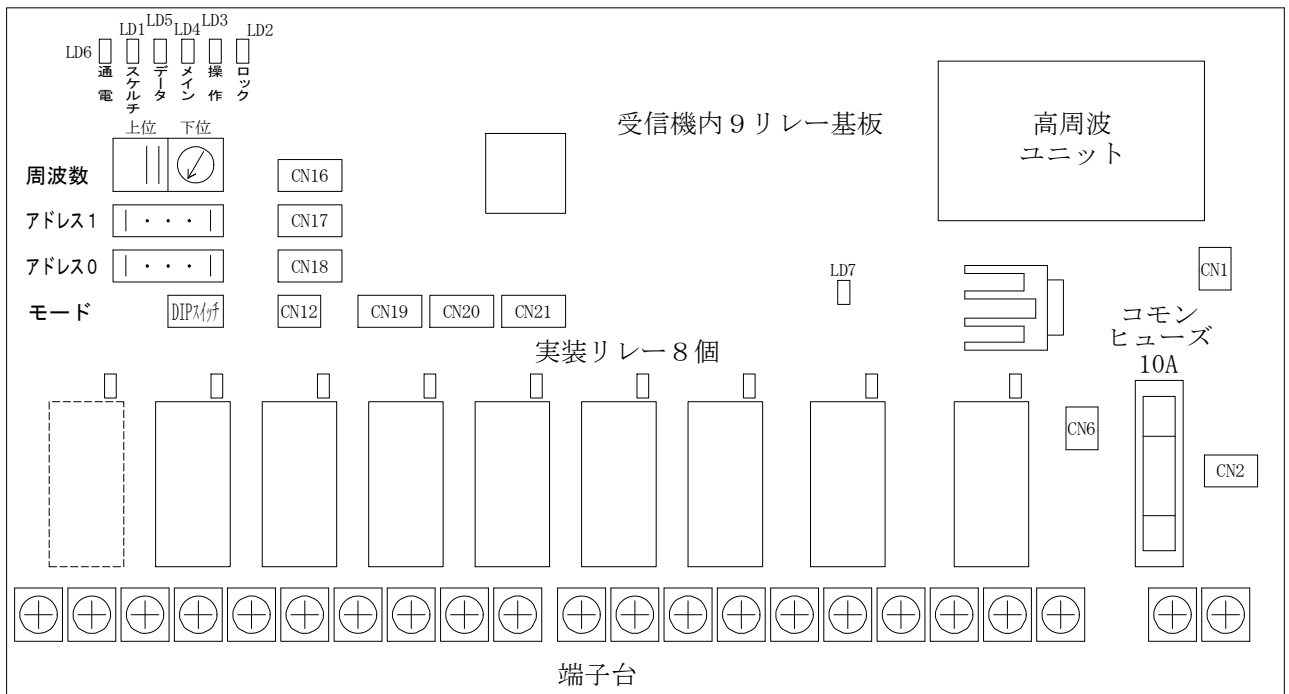 LD6 LD1 LD5 LD4 LD3 LD2
通電 スケルチ データ メイン 操作 ロック
上位 下位
受信機内９リレー基板
高周波
ユニット
周波数
CN16
アドレス1
CN17
アドレス0
CN18
LD7
CN1
モード
DIPスイッチ
CN12
CN19
CN20
CN21
コモン
ヒューズ
10A
実装リレー８個
CN6
CN2
端子台